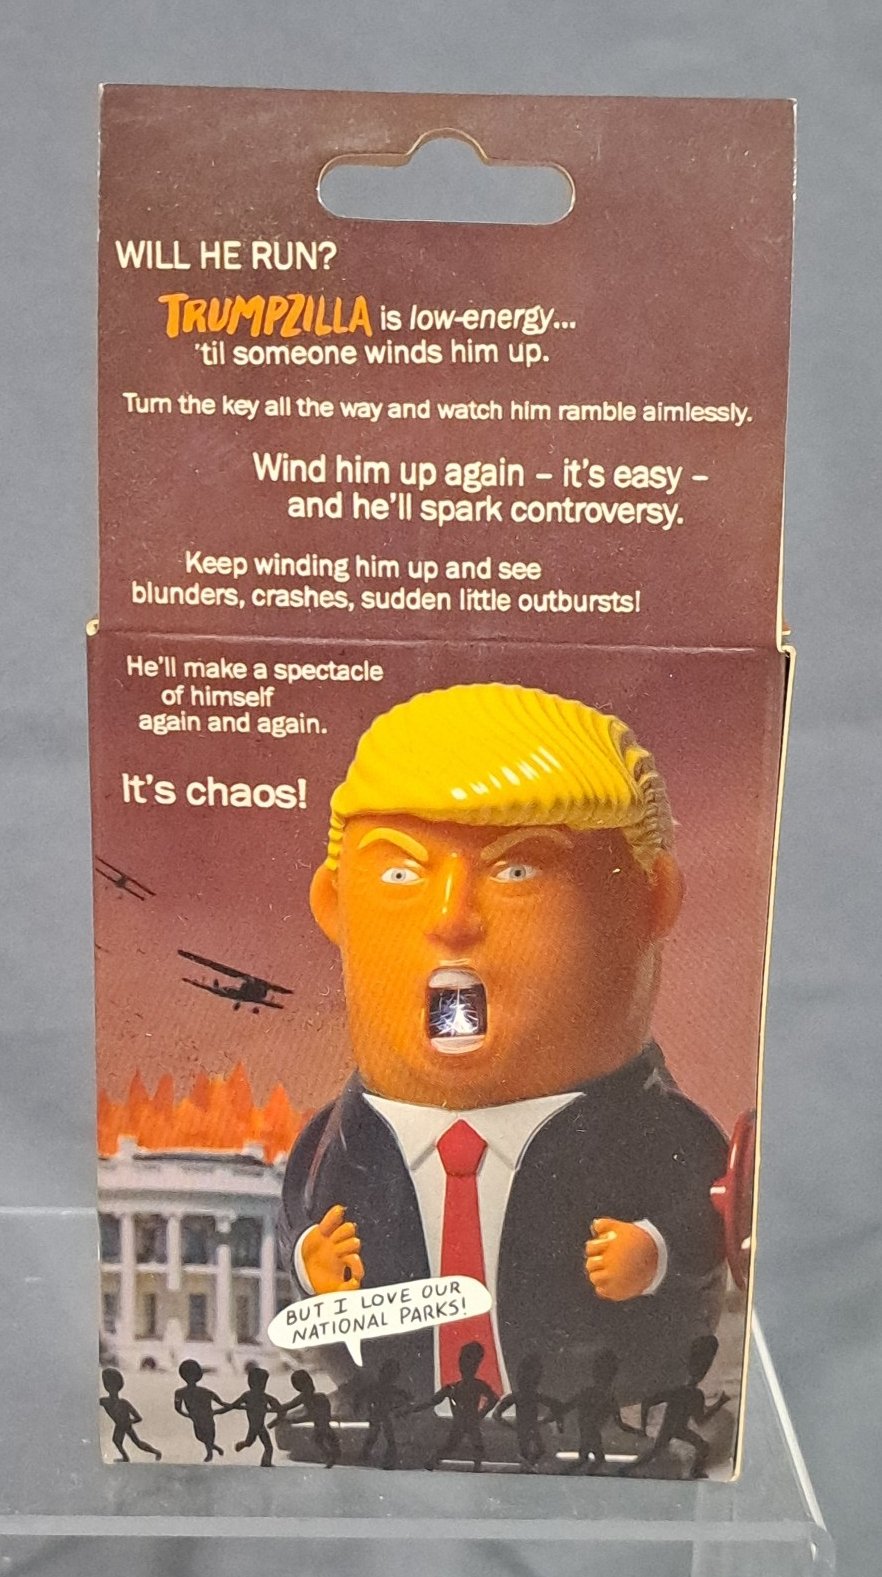 WILL HE RUN?
TRUMPZILLA is low-energy...
'til someone winds him up.
Turn the key all the way and watch him ramble aimlessly.
Wind him up again – it's easy –
and he'll spark controversy.
Keep winding him up and see
blunders, crashes, sudden little outbursts!
He'll make a spectacle
of himself
again and again.
It's chaos!
BUT I LOVE OUR
NATIONAL PARKS!